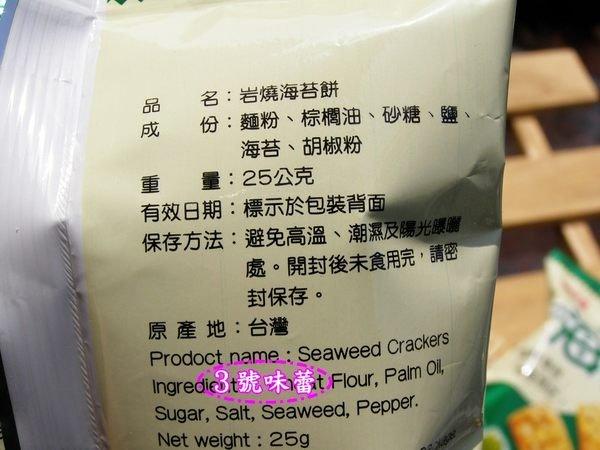 品 名：岩燒海苔餅
成 份：麵粉、棕櫚油、砂糖、鹽、
海苔、胡椒粉
重 量：25公克
有效日期：標示於包裝背面
保存方法：避免高溫、潮濕及陽光曝曬
處。開封後未食用完，請密
封保存。
原產地：台灣
Prodoct name : Seaweed Crackers
Flour, Palm Oil,
3號味蕾
Sugar, Salt, Seaweed, Pepper.
Net weight : 25g